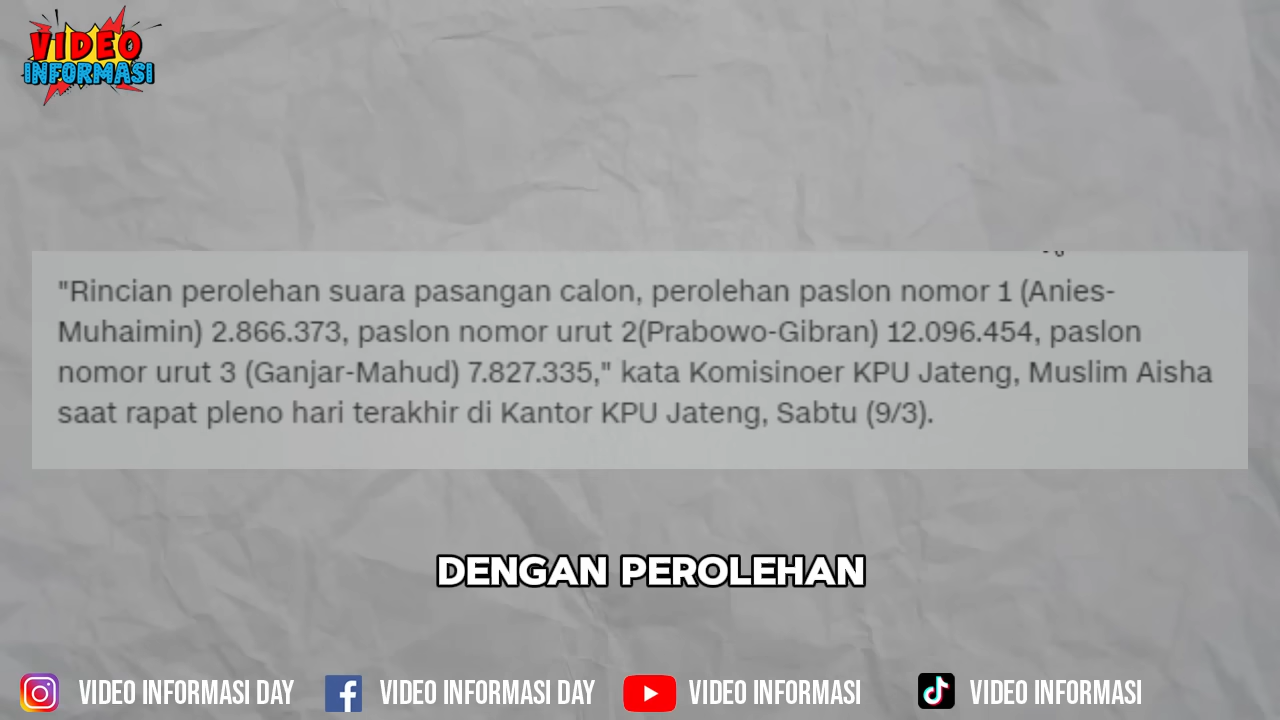 VIDEO
INFORMASI
"Rincian perolehan suara pasangan calon, perolehan paslon nomor 1 (Anies-
Muhaimin) 2.866.373, paslon nomor urut 2(Prabowo-Gibran) 12.096.454, paslon
nomor urut 3 (Ganjar-Mahud) 7.827.335," kata Komisinoer KPU Jateng, Muslim Aisha
saat rapat pleno hari terakhir di Kantor KPU Jateng, Sabtu (9/3).
DENGAN PEROLEHAN
VIDEO INFORMASI DAY VIDEO INFORMASI DAY VIDEO INFORMASI VIDEO INFORMASI